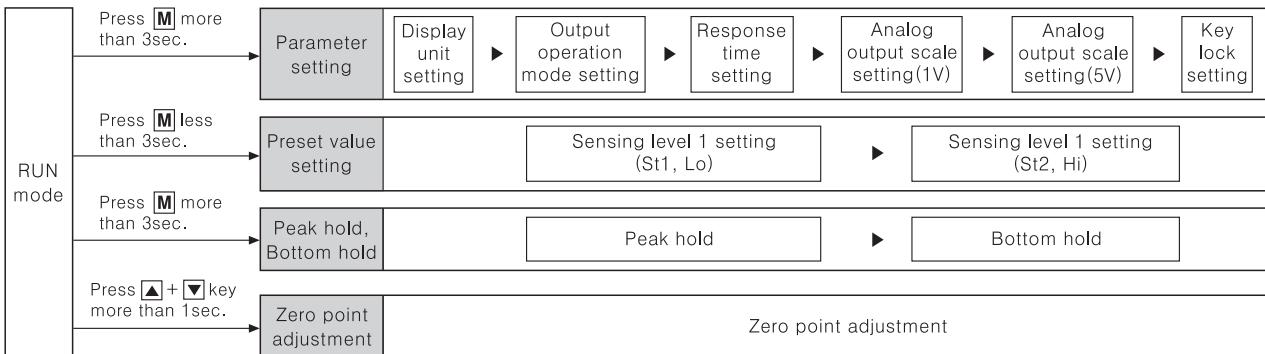 RUN
mode
Press M more
than 3sec.
Parameter
setting
Display
unit
setting
Output
operation
mode setting
Response
time
setting
Analog
output scale
setting(1V)
Analog
output scale
setting(5V)
Key
lock
setting
Press M less
than 3sec.
Preset value
setting
Sensing level 1 setting
(St1, Lo)
Sensing level 1 setting
(St2, Hi)
Press M more
than 3sec.
Peak hold,
Bottom hold
Peak hold
Bottom hold
Press ▲ + ▼ key
more than 1sec.
Zero point
adjustment
Zero point adjustment